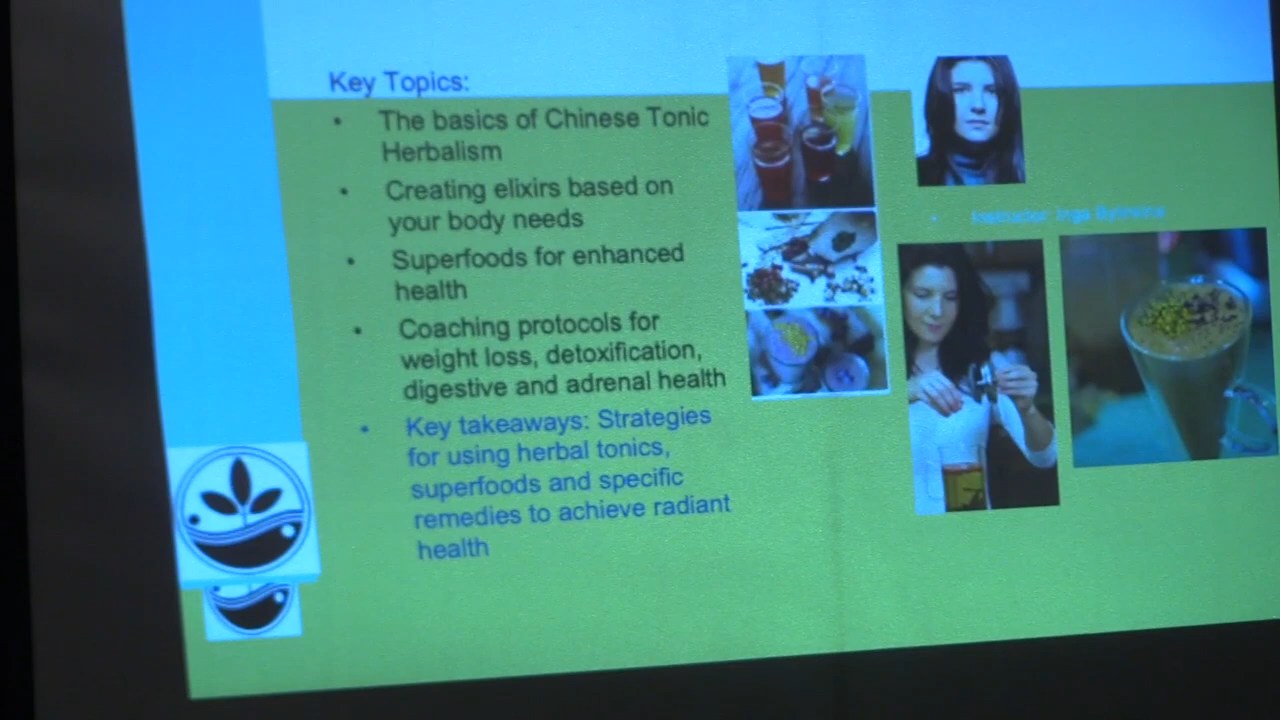 Key Topics:
• The basics of Chinese Tonic
Herbalism
• Creating elixirs based on
your body needs
• Superfoods for enhanced
health
• Coaching protocols for
weight loss, detoxification,
digestive and adrenal health
• Key takeaways: Strategies
for using herbal tonics,
superfoods and specific
remedies to achieve radiant
health
• Instructor: Inga